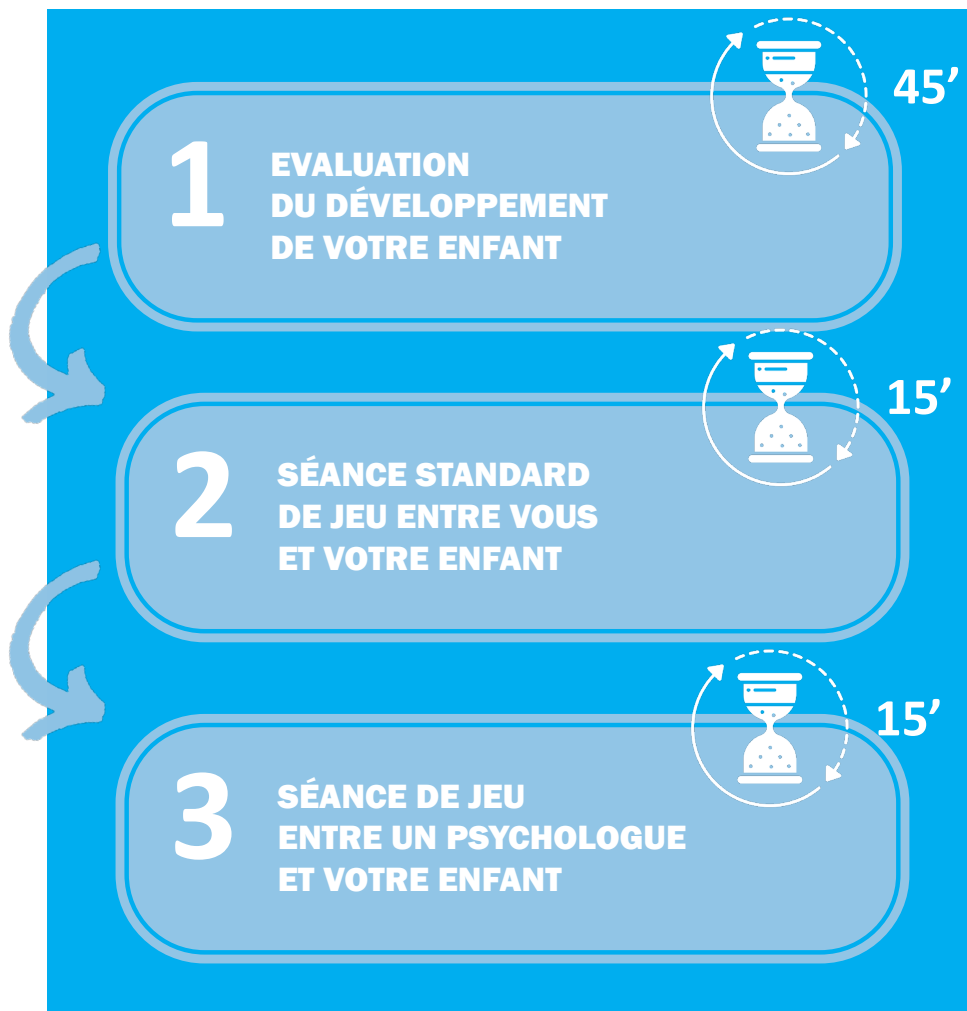 45’
1
EVALUATION
DU DÉVELOPPEMENT
DE VOTRE ENFANT
15’
2
SÉANCE STANDARD
DE JEU ENTRE VOUS
ET VOTRE ENFANT
15’
3
SÉANCE DE JEU
ENTRE UN PSYCHOLOGUE
ET VOTRE ENFANT